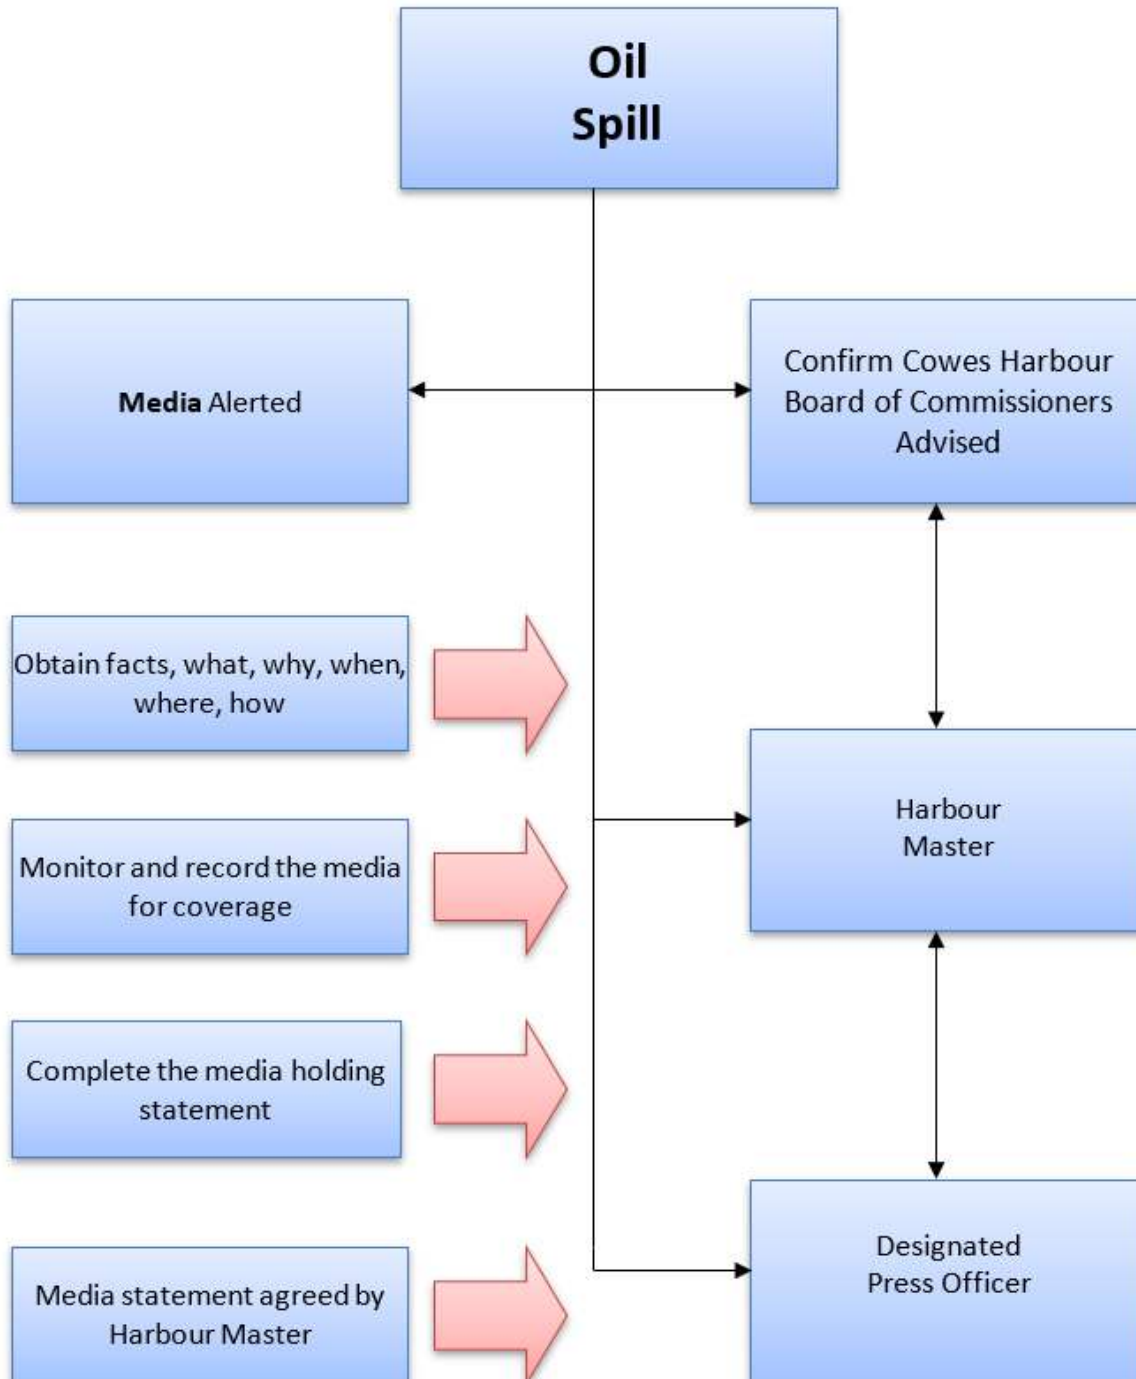 Oil
Spill
Media Alerted
Confirm Cowes Harbour
Board of Commissioners
Advised
Obtain facts, what, why, when,
where, how
Monitor and record the media
for coverage
Harbour
Master
Complete the media holding
statement
Media statement agreed by
Harbour Master
Designated
Press Officer